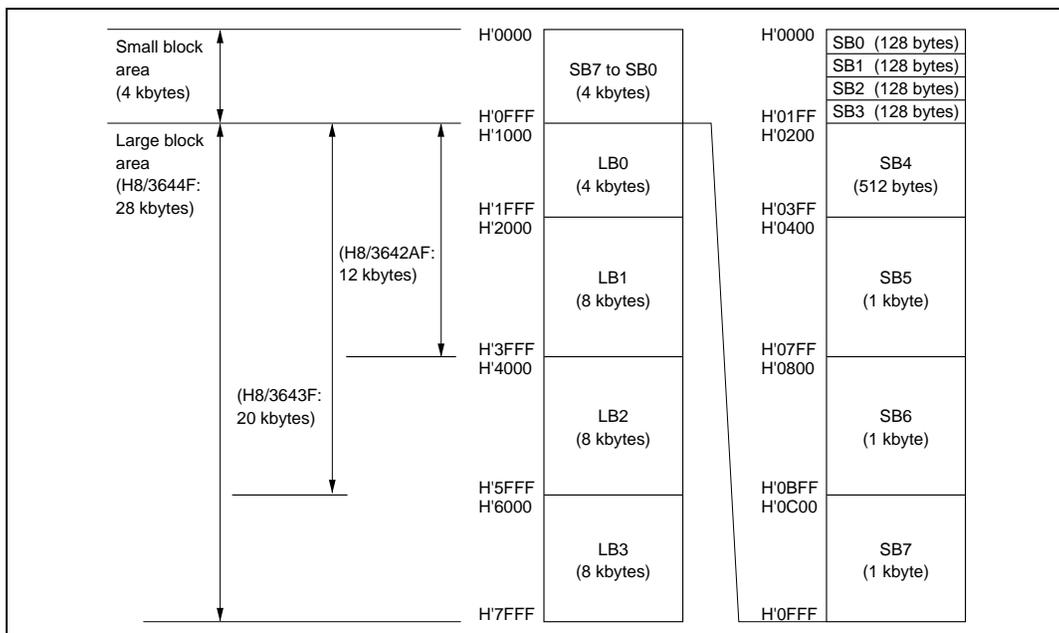 Small block
area
(4 kbytes)
Large block
area
(H8/3644F:
28 kbytes)
(H8/3642AF:
12 kbytes)
(H8/3643F:
20 kbytes)
H'0000
SB7 to SB0
(4 kbytes)
H'0FFF
H'1000
LB0
(4 kbytes)
H'1FFF
H'2000
LB1
(8 kbytes)
H'3FFF
H'4000
LB2
(8 kbytes)
H'5FFF
H'6000
LB3
(8 kbytes)
H'7FFF
H'0000
SB0 (128 bytes)
SB1 (128 bytes)
SB2 (128 bytes)
SB3 (128 bytes)
H'01FF
H'0200
SB4
(512 bytes)
H'03FF
H'0400
SB5
(1 kbyte)
H'07FF
H'0800
SB6
(1 kbyte)
H'0BFF
H'0C00
SB7
(1 kbyte)
H'0FFF